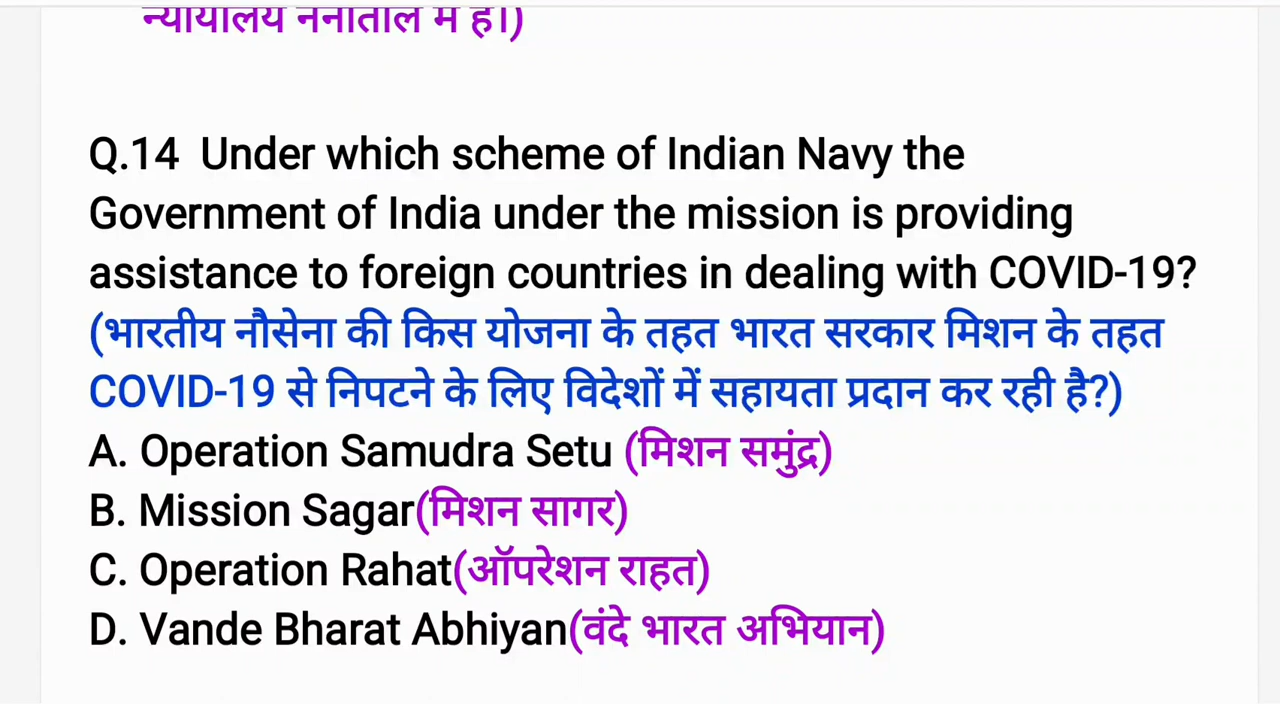 न्यायालय ननीताल में है।)
Q.14 Under which scheme of Indian Navy the
Government of India under the mission is providing
assistance to foreign countries in dealing with COVID-19?
(भारतीय नौसेना की किस योजना के तहत भारत सरकार मिशन के तहत
COVID-19 से निपटने के लिए विदेशों में सहायता प्रदान कर रही है?)
A. Operation Samudra Setu (मिशन समुंद्र)
B. Mission Sagar(मिशन सागर)
C. Operation Rahat(ऑपरेशन राहत)
D. Vande Bharat Abhiyan(वंदे भारत अभियान)